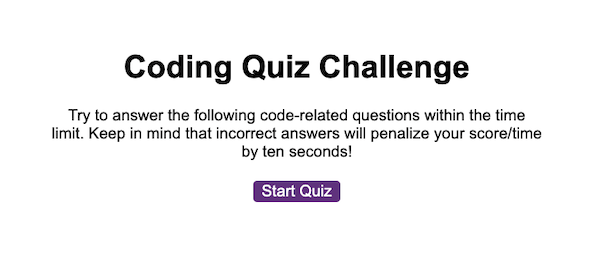 Coding Quiz Challenge
Try to answer the following code-related questions within the time
limit. Keep in mind that incorrect answers will penalize your score/time
by ten seconds!
Start Quiz